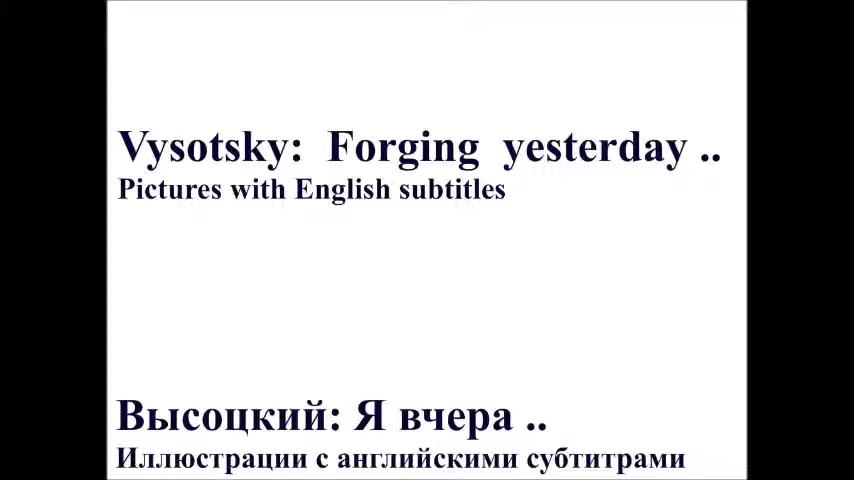 Vysotsky: Forging yesterday ..
Pictures with English subtitles
Высоцкий: Я вчера ..
Иллюстрации с английскими субтитрами